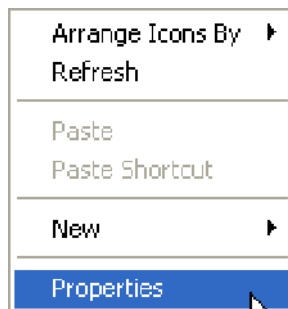 Arrange Icons By
Refresh
Paste
Paste Shortcut
New
Properties